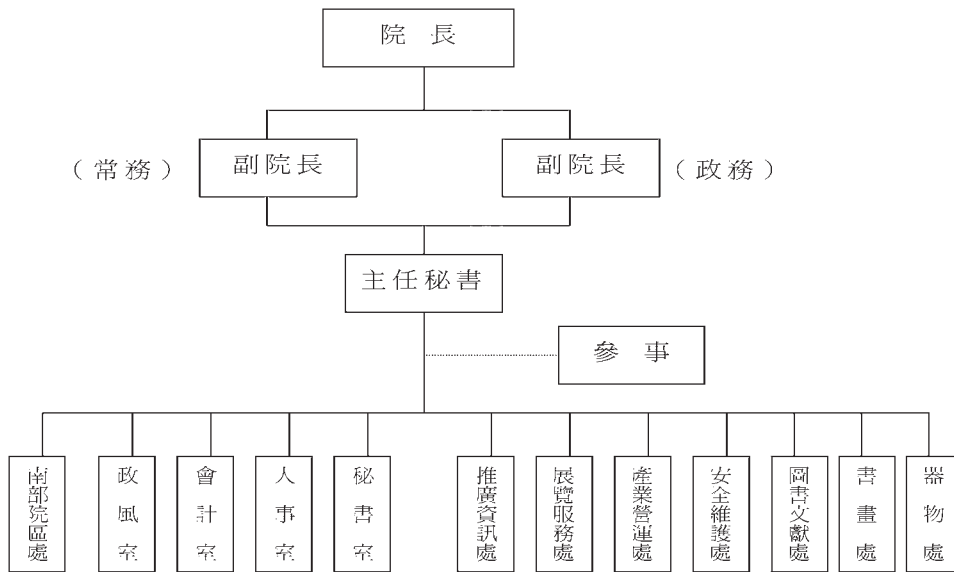 院長
副院長
（常務）
副院長
（政務）
主任秘書
參事
南部院區處
政風室
會計室
人事室
秘書室
推廣資訊處
展覽服務處
產業營運處
安全維護處
圖書文獻處
書畫處
器物處